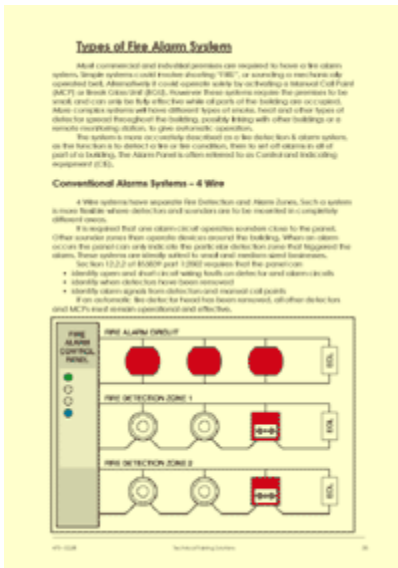 Types of Fire Alarm System
Most commercial and industrial premises are required to have a fire alarm
system. Simple systems could involve shouting "FIRE", or sounding a mechanically
operated bell. Alternatively it could operate solely by activating a Manual Call Point
(MCP) or Break Glass Unit (BGU). However these systems require the premises to be
small, and can only be fully effective while all parts of the building are occupied.
More complex systems will have different types of smoke, heat and other types of
detector spread throughout the building, possibly linking with other buildings or a
remote monitoring station, to give automatic operation.
The system is more accurately described as a fire detection & alarm system,
as the function is to detect a fire or fire condition, then to set off alarms in all or
part of a building. The Alarm Panel is often referred to as Control and Indicating
equipment (CIE).
Conventional Alarms Systems – 4 Wire
4 Wire systems have separate Fire Detection and Alarm Zones. Such a system
is more flexible where detectors and sounders are to be mounted in completely
different areas.
It is required that one alarm circuit operates sounders close to the panel.
Other sounder zones then operate devices around the building. When an alarm
occurs the panel can only indicate the particular detection zone that triggered the
alarm. These systems are ideally suited to small and medium sized businesses.
Section 12.2.2 of BS5839 part 1:2002 requires that the panel can
• Identify open and short circuit wiring faults on detector and alarm circuits
• Identify when detectors have been removed
• Identify alarm signals from detectors and manual call points
If an automatic fire detector head has been removed, all other detectors
and MCPs must remain operational and effective.
FIRE
ALARM
CONTROL
PANEL
FIRE ALARM CIRCUIT
EOL
FIRE DETECTION ZONE 1
EOL
FIRE DETECTION ZONE 2
EOL